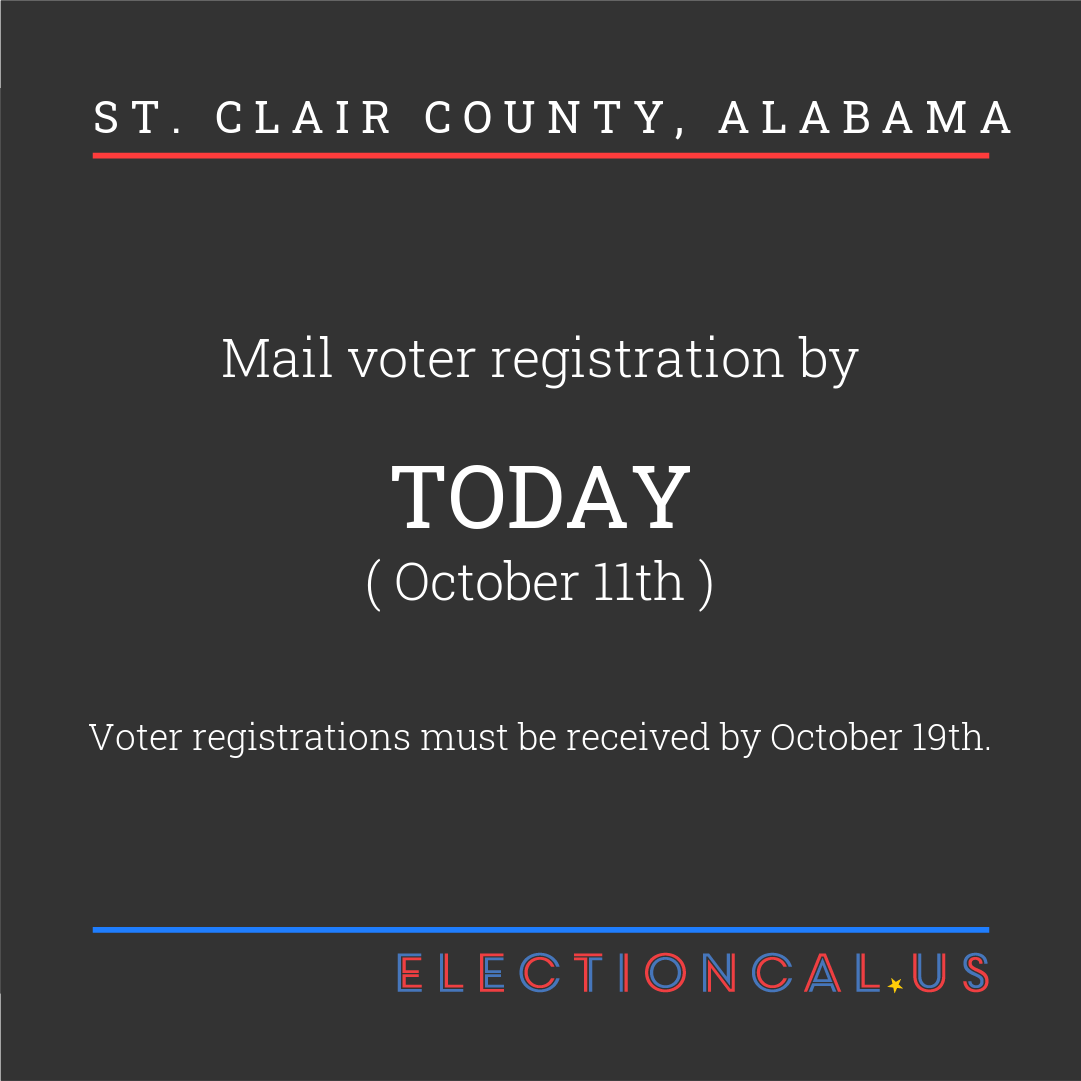 ST. CLAIR COUNTY, ALABAMA
Mail voter registration by
TODAY
( October 11th )
Voter registrations must be received by October 19th.
ELECTIONCAL.US